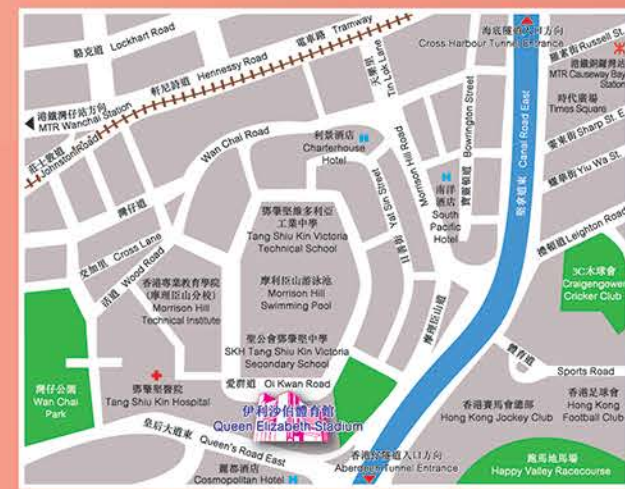 駱克道 Lockhart Road
電車路 Tramway
軒尼詩道 Hennessy Road
港鐵灣仔站方向
MTR Wanchai Station
莊士敦道
Johnston Road
海底隧道入口方向
Cross Harbour Tunnel Entrance
羅素街 Russell St.
港鐵銅鑼灣站
MTR Causeway Bay
Station
時代廣場
Times Square
霎東街 Sharp St. E.
耀華街 Yiu Wa St.
禮頓道 Leighton Road
天樂里 Tin Lok Lane
寶靈頓道 Bowrington Street
堅拿道東 Canal Road East
Wan Chai Road
灣仔道
利景酒店
Charterhouse
Hotel
Morrison Hill Road
摩理臣山道
日善街 Yat Sin Street
南洋
酒店
South
Pacific
Hotel
鄧肇堅維多利亞
工業中學
Tang Shiu Kin Victoria
Technical School
摩利臣山游泳池
Morrison Hill
Swimming Pool
聖公會鄧肇堅中學
SKH Tang Shiu Kin Victoria
Secondary School
交加里 Cross Lane
活道 Wood Road
香港專業教育學院
(摩理臣山分校)
Morrison Hill
Technical Institute
灣仔公園
Wan Chai
Park
鄧肇堅醫院
Tang Shiu Kin Hospital
愛群道 Oi Kwan Road
伊利沙伯體育館
Queen Elizabeth Stadium
皇后大道東 Queen's Road East
麗都酒店
Cosmopolitan Hotel
香港仔隧道入口方向
Aberdeen Tunnel Entrance
3C木球會
Craigengower
Cricker Club
體育道
Sports Road
香港賽馬會總部
Hong Kong Jockey Club
香港足球會
Hong Kong
Football Club
跑馬地馬場
Happy Valley Racecourse